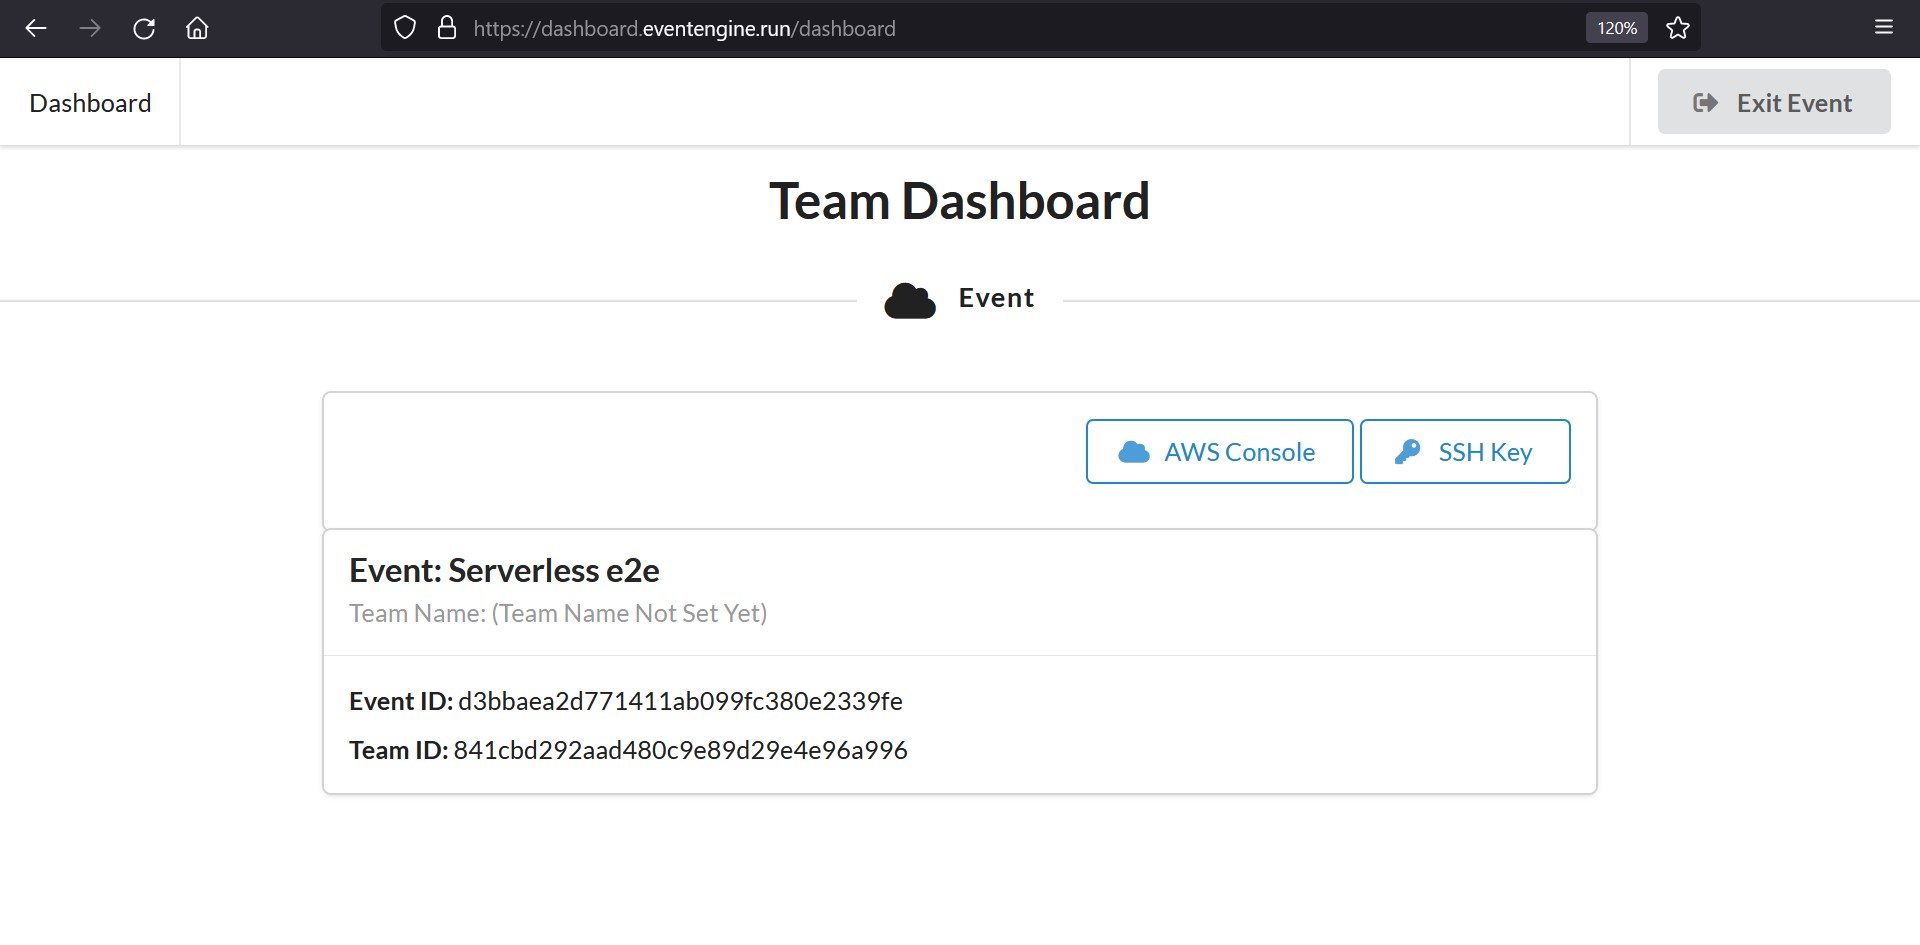 https://dashboard.eventengine.run/dashboard
120%
Dashboard
Exit Event
Team Dashboard
Event
AWS Console
SSH Key
Event: Serverless e2e
Team Name: (Team Name Not Set Yet)
Event ID: d3bbaea2d771411ab099fc380e2339fe
Team ID: 841cbd292aad480c9e89d29e4e96a996